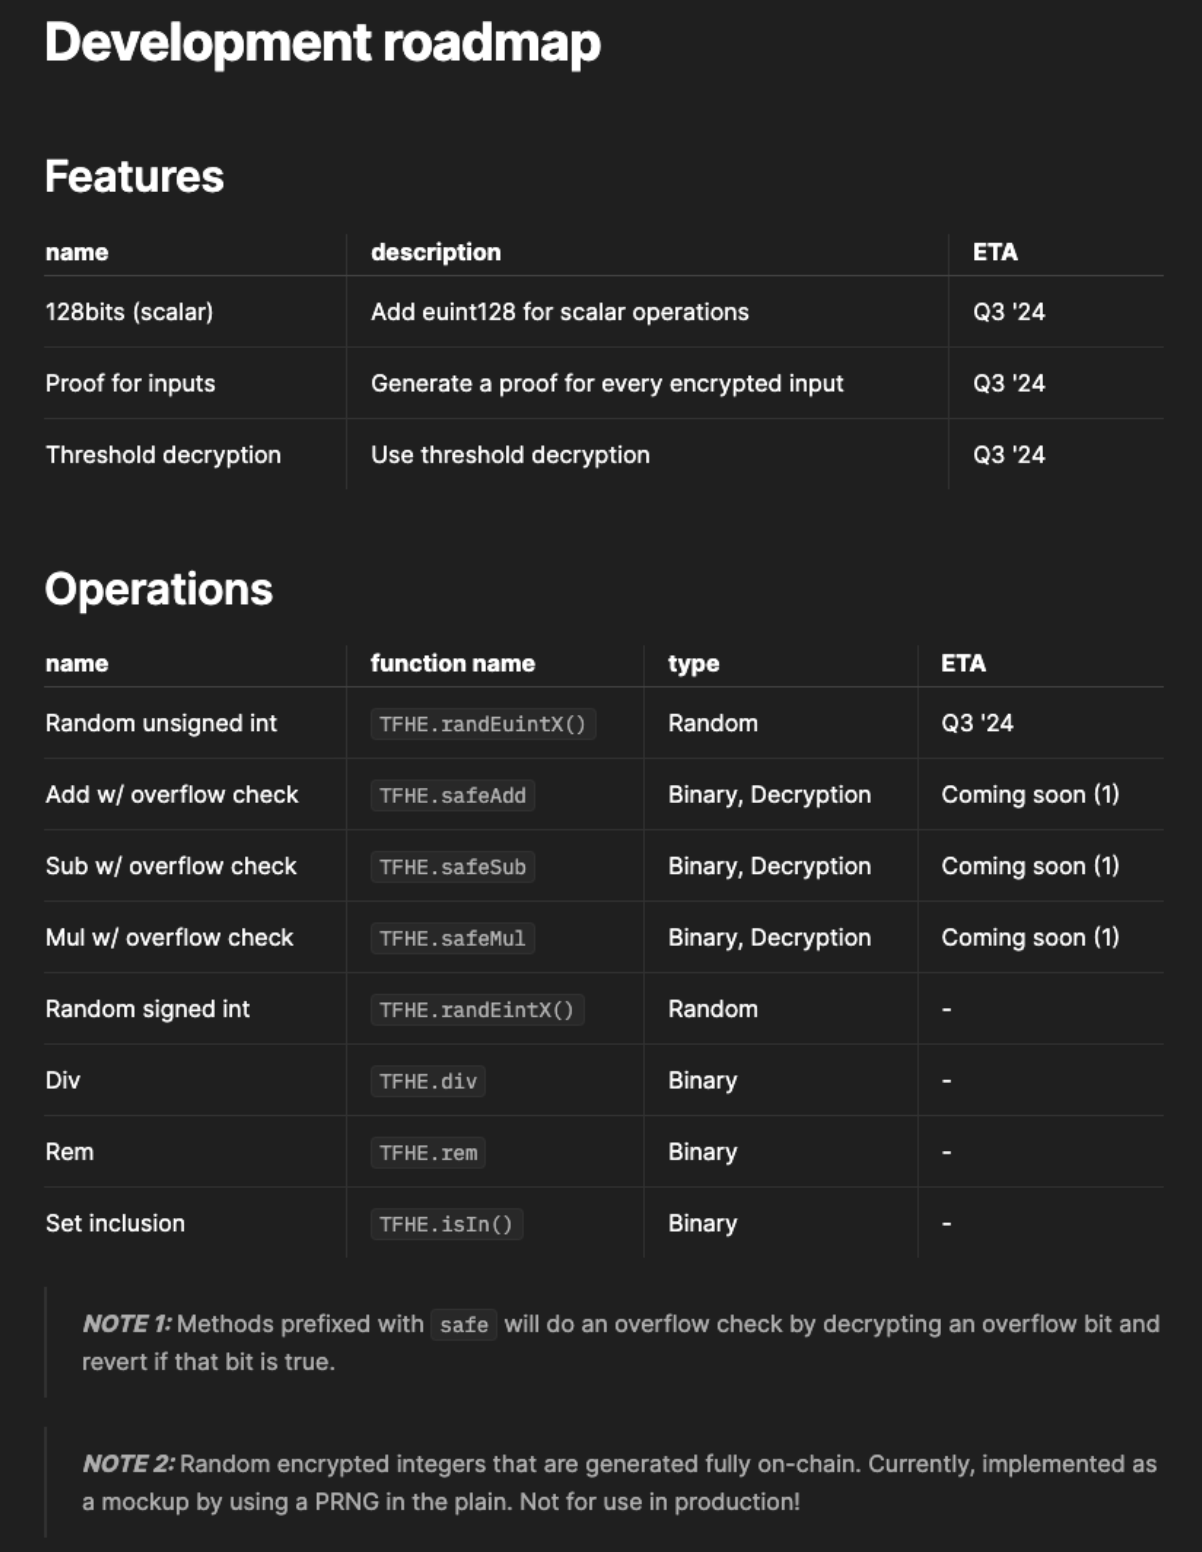 Development roadmap
Features
name description ETA
128bits (scalar) Add euint128 for scalar operations Q3 '24
Proof for inputs Generate a proof for every encrypted input Q3 '24
Threshold decryption Use threshold decryption Q3 '24
Operations
name function name type ETA
Random unsigned int TFHE.randEuintX() Random Q3 '24
Add w/ overflow check TFHE.safeAdd Binary, Decryption Coming soon (1)
Sub w/ overflow check TFHE.safeSub Binary, Decryption Coming soon (1)
Mul w/ overflow check TFHE.safeMul Binary, Decryption Coming soon (1)
Random signed int TFHE.randEintX() Random -
Div TFHE.div Binary -
Rem TFHE.rem Binary -
Set inclusion TFHE.isIn() Binary -
NOTE 1: Methods prefixed with safe will do an overflow check by decrypting an overflow bit and
revert if that bit is true.
NOTE 2: Random encrypted integers that are generated fully on-chain. Currently, implemented as
a mockup by using a PRNG in the plain. Not for use in production!